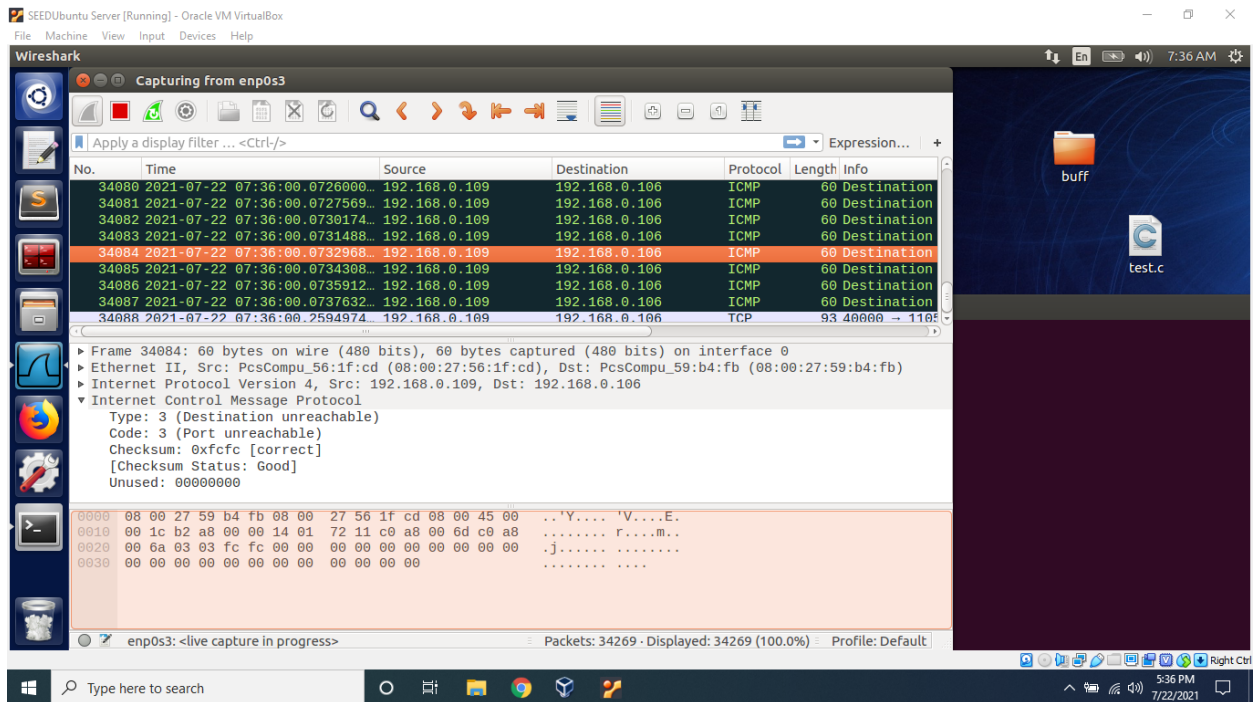 SEEDUbuntu Server [Running] - Oracle VM VirtualBox
File Machine View Input Devices Help
Wireshark En 7:36 AM
Capturing from enp0s3
Apply a display filter … <Ctrl-/> Expression… +
No. Time Source Destination Protocol Length Info
34080 2021-07-22 07:36:00.0726000… 192.168.0.109 192.168.0.106 ICMP 60 Destination
34081 2021-07-22 07:36:00.0727569… 192.168.0.109 192.168.0.106 ICMP 60 Destination
34082 2021-07-22 07:36:00.0730174… 192.168.0.109 192.168.0.106 ICMP 60 Destination
34083 2021-07-22 07:36:00.0731488… 192.168.0.109 192.168.0.106 ICMP 60 Destination
34084 2021-07-22 07:36:00.0732968… 192.168.0.109 192.168.0.106 ICMP 60 Destination
34085 2021-07-22 07:36:00.0734308… 192.168.0.109 192.168.0.106 ICMP 60 Destination
34086 2021-07-22 07:36:00.0735912… 192.168.0.109 192.168.0.106 ICMP 60 Destination
34087 2021-07-22 07:36:00.0737632… 192.168.0.109 192.168.0.106 ICMP 60 Destination
34088 2021-07-22 07:36:00.2594974… 192.168.0.109 192.168.0.106 TCP 93 40000 → 1105
Frame 34084: 60 bytes on wire (480 bits), 60 bytes captured (480 bits) on interface 0
Ethernet II, Src: PcsCompu_56:1f:cd (08:00:27:56:1f:cd), Dst: PcsCompu_59:b4:fb (08:00:27:59:b4:fb)
Internet Protocol Version 4, Src: 192.168.0.109, Dst: 192.168.0.106
Internet Control Message Protocol
Type: 3 (Destination unreachable)
Code: 3 (Port unreachable)
Checksum: 0xfcfc [correct]
[Checksum Status: Good]
Unused: 00000000
0000 08 00 27 59 b4 fb 08 00 27 56 1f cd 08 00 45 00 ..'Y.... 'V....E.
0010 00 1c b2 a8 00 00 14 01 72 11 c0 a8 00 6d c0 a8 ........ r....m..
0020 00 6a 03 03 fc fc 00 00 00 00 00 00 00 00 00 00 .j...... ........
0030 00 00 00 00 00 00 00 00 00 00 00 00 ........ ....
enp0s3: <live capture in progress> Packets: 34269 · Displayed: 34269 (100.0%) Profile: Default
buff
test.c
Right Ctrl
Type here to search
5:36 PM
7/22/2021